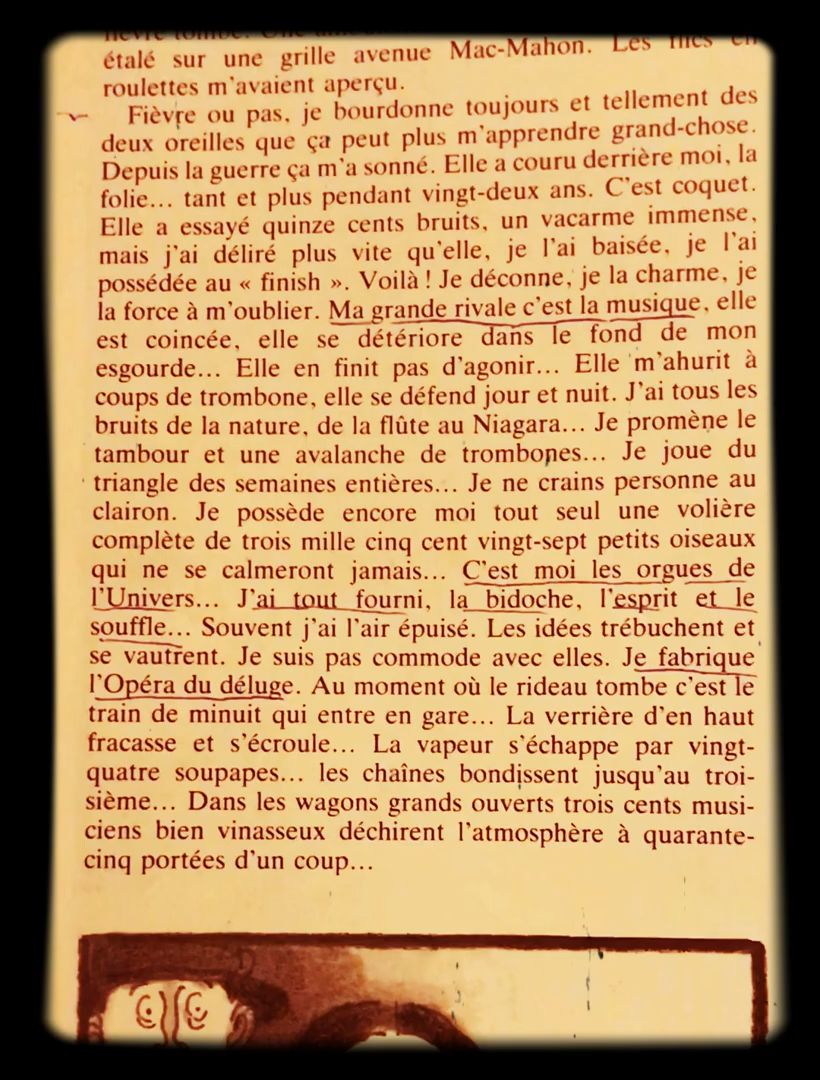 étalé sur une grille avenue Mac-Mahon. Les flics en
roulettes m'avaient aperçu.
Fièvre ou pas, je bourdonne toujours et tellement des
deux oreilles que ça peut plus m'apprendre grand-chose.
Depuis la guerre ça m'a sonné. Elle a couru derrière moi, la
folie... tant et plus pendant vingt-deux ans. C'est coquet.
Elle a essayé quinze cents bruits, un vacarme immense,
mais j'ai déliré plus vite qu'elle, je l'ai baisée, je l'ai
possédée au « finish ». Voilà ! Je déconne, je la charme, je
la force à m'oublier. Ma grande rivale c'est la musique, elle
est coincée, elle se détériore dans le fond de mon
esgourde... Elle en finit pas d'agonir... Elle m'ahurit à
coups de trombone, elle se défend jour et nuit. J'ai tous les
bruits de la nature, de la flûte au Niagara... Je promène le
tambour et une avalanche de trombones... Je joue du
triangle des semaines entières... Je ne crains personne au
clairon. Je possède encore moi tout seul une volière
complète de trois mille cinq cent vingt-sept petits oiseaux
qui ne se calmeront jamais... C'est moi les orgues de
l'Univers... J'ai tout fourni, la bidoche, l'esprit et le
souffle... Souvent j'ai l'air épuisé. Les idées trébuchent et
se vautrent. Je suis pas commode avec elles. Je fabrique
l'Opéra du déluge. Au moment où le rideau tombe c'est le
train de minuit qui entre en gare... La verrière d'en haut
fracasse et s'écroule... La vapeur s'échappe par vingt-
quatre soupapes... les chaînes bondissent jusqu'au troi-
sième... Dans les wagons grands ouverts trois cents musi-
ciens bien vinasseux déchirent l'atmosphère à quarante-
cinq portées d'un coup...